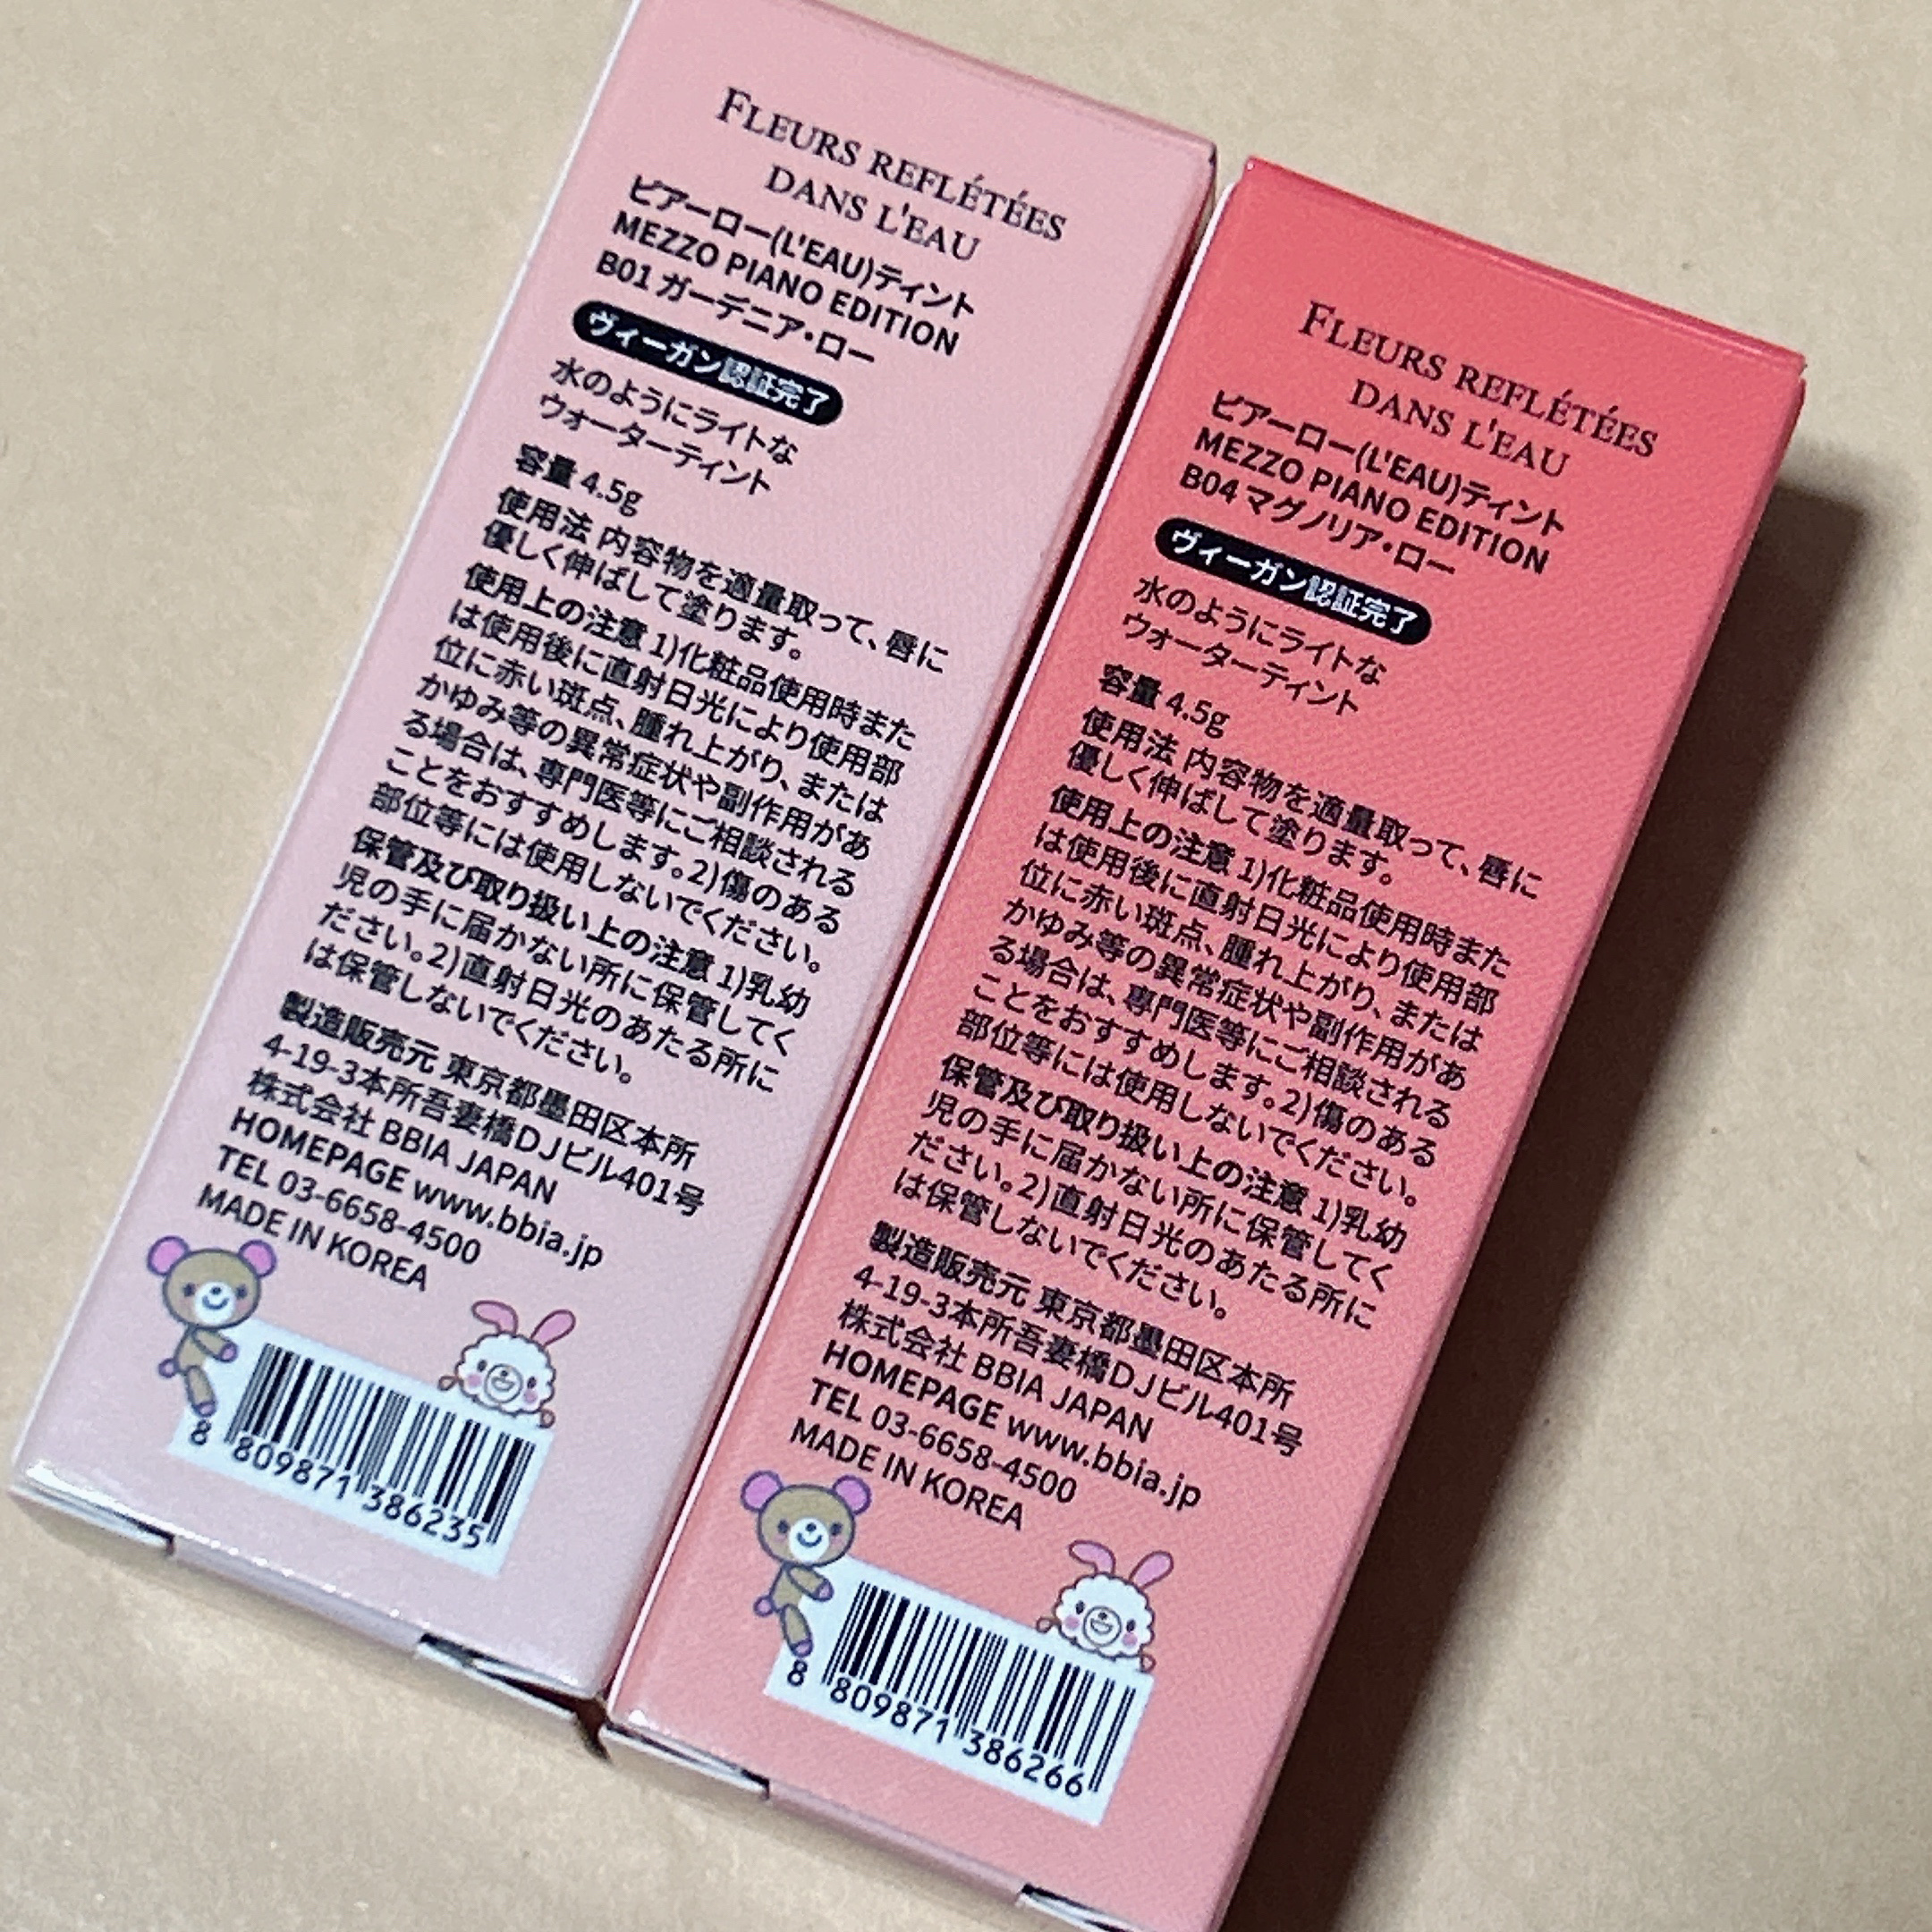 FLEURS REFLÉTÉES
DANS L'EAU
ピアーロー(L'EAU)ティント
MEZZO PIANO EDITION
B01 ガーデニア・ロー
ヴィーガン認証完了
水のようにライトな
ウォーターティント
容量 4.5g
使用法 内容物を適量取って、唇に
優しく伸ばして塗ります。
使用上の注意 1)化粧品使用時また
は使用後に直射日光により使用部
位に赤い斑点、腫れ上がり、または
かゆみ等の異常症状や副作用があ
る場合は、専門医等にご相談される
ことをおすすめします。2)傷のある
部位等には使用しないでください。
保管及び取り扱い上の注意 1)乳幼
児の手に届かない所に保管してく
ださい。2)直射日光のあたる所に
は保管しないでください。
製造販売元 東京都墨田区本所
4-19-3本所吾妻橋DJビル401号
株式会社 BBIA JAPAN
HOMEPAGE www.bbia.jp
TEL 03-6658-4500
MADE IN KOREA
8 809871 386235
FLEURS REFLÉTÉES
DANS L'EAU
ピアーロー(L'EAU)ティント
MEZZO PIANO EDITION
B04 マグノリア・ロー
ヴィーガン認証完了
水のようにライトな
ウォーターティント
容量 4.5g
使用法 内容物を適量取って、唇に
優しく伸ばして塗ります。
使用上の注意 1)化粧品使用時また
は使用後に直射日光により使用部
位に赤い斑点、腫れ上がり、または
かゆみ等の異常症状や副作用があ
る場合は、専門医等にご相談される
ことをおすすめします。2)傷のある
部位等には使用しないでください。
保管及び取り扱い上の注意 1)乳幼
児の手に届かない所に保管してく
ださい。2)直射日光のあたる所に
は保管しないでください。
製造販売元 東京都墨田区本所
4-19-3本所吾妻橋DJビル401号
株式会社 BBIA JAPAN
HOMEPAGE www.bbia.jp
TEL 03-6658-4500
MADE IN KOREA
8 809871 386266